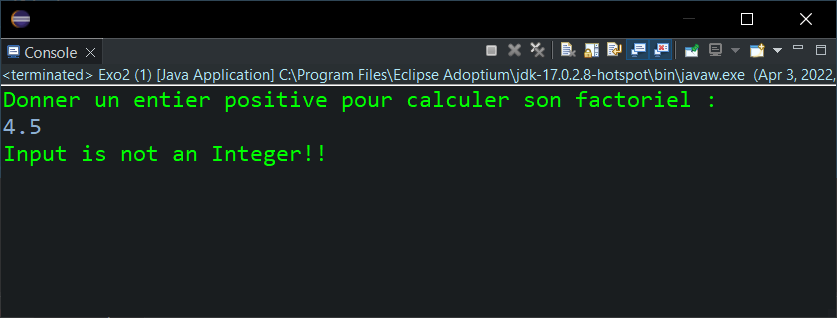 Console
<terminated> Exo2 (1) [Java Application] C:\Program Files\Eclipse Adoptium\jdk-17.0.2.8-hotspot\bin\javaw.exe (Apr 3, 2022,
Donner un entier positive pour calculer son factoriel :
4.5
Input is not an Integer!!